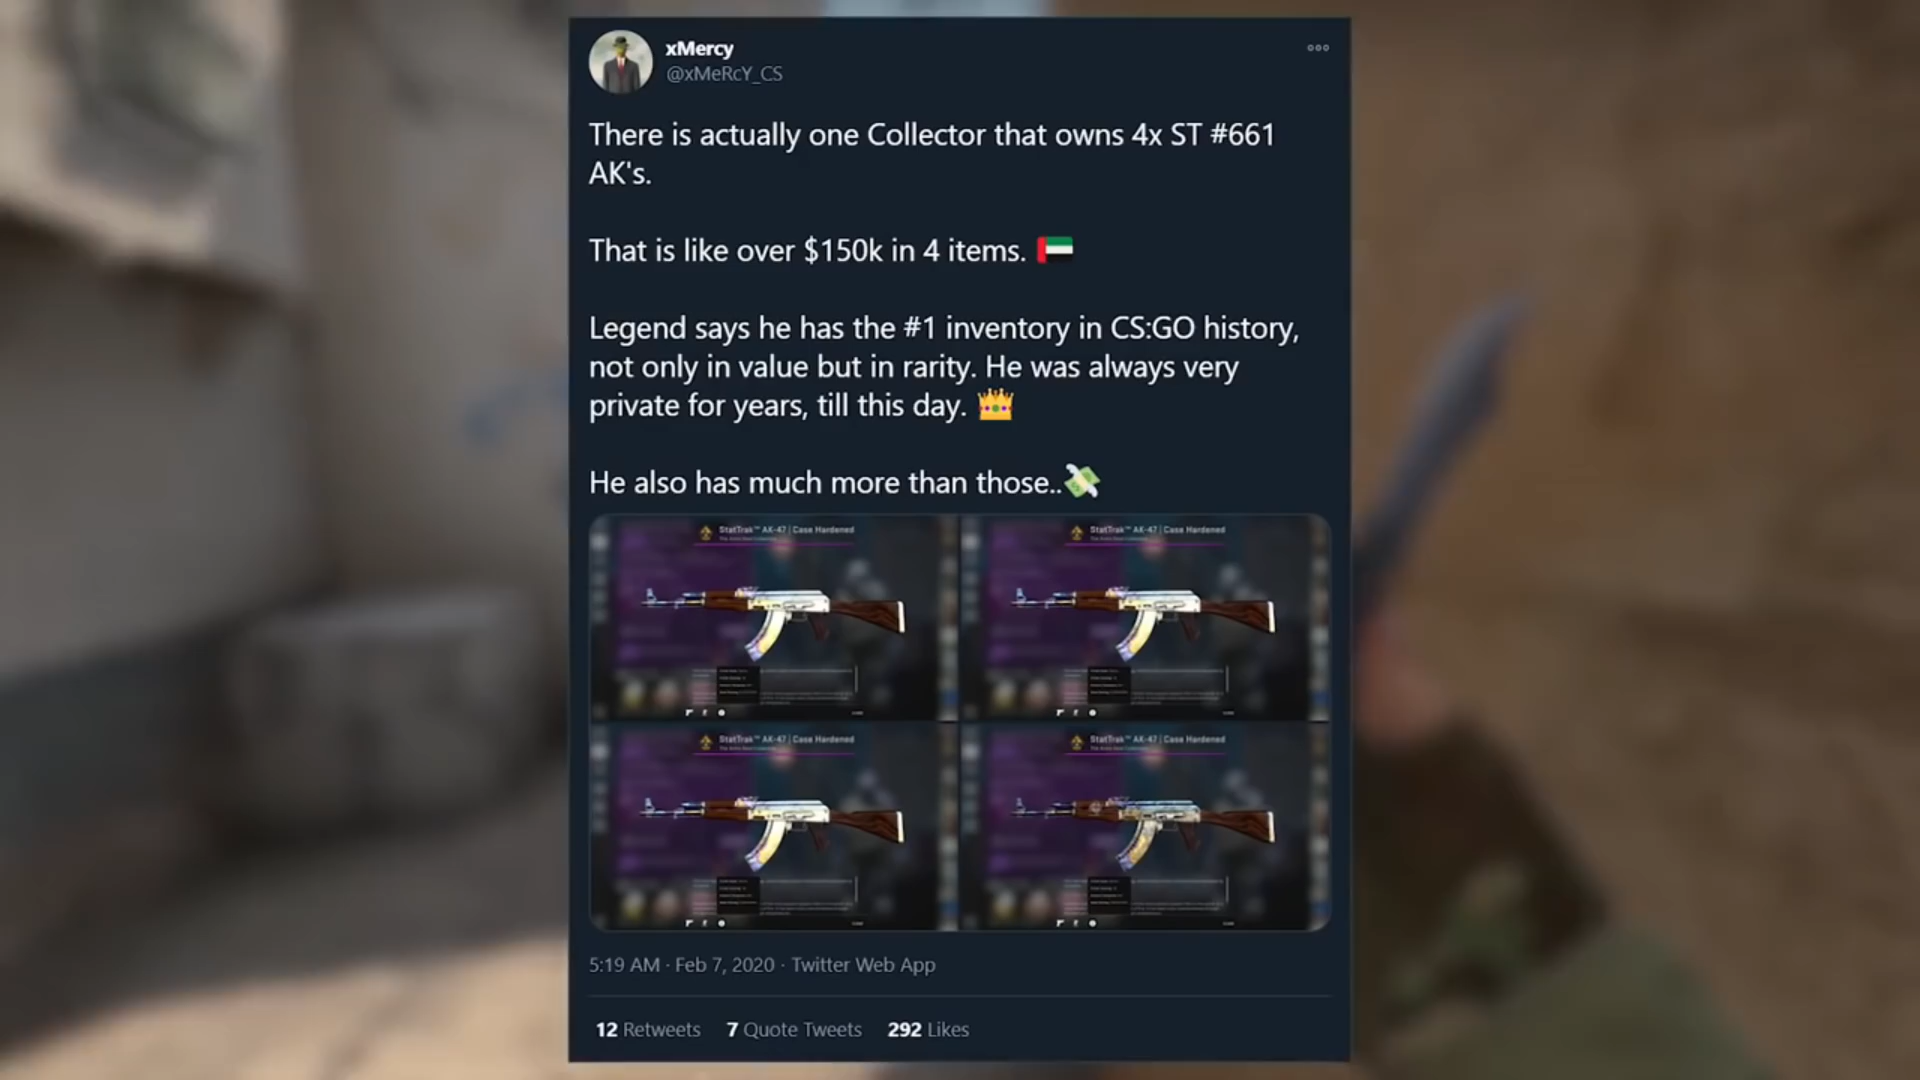 xMercy
@xMeRcY_CS
There is actually one Collector that owns 4x ST #661
AK's.
That is like over $150k in 4 items. 🇦🇪
Legend says he has the #1 inventory in CS:GO history,
not only in value but in rarity. He was always very
private for years, till this day. 👑
He also has much more than those..💸
StatTrak™ AK-47 | Case Hardened
StatTrak™ AK-47 | Case Hardened
StatTrak™ AK-47 | Case Hardened
StatTrak™ AK-47 | Case Hardened
5:19 AM · Feb 7, 2020 · Twitter Web App
12 Retweets 7 Quote Tweets 292 Likes